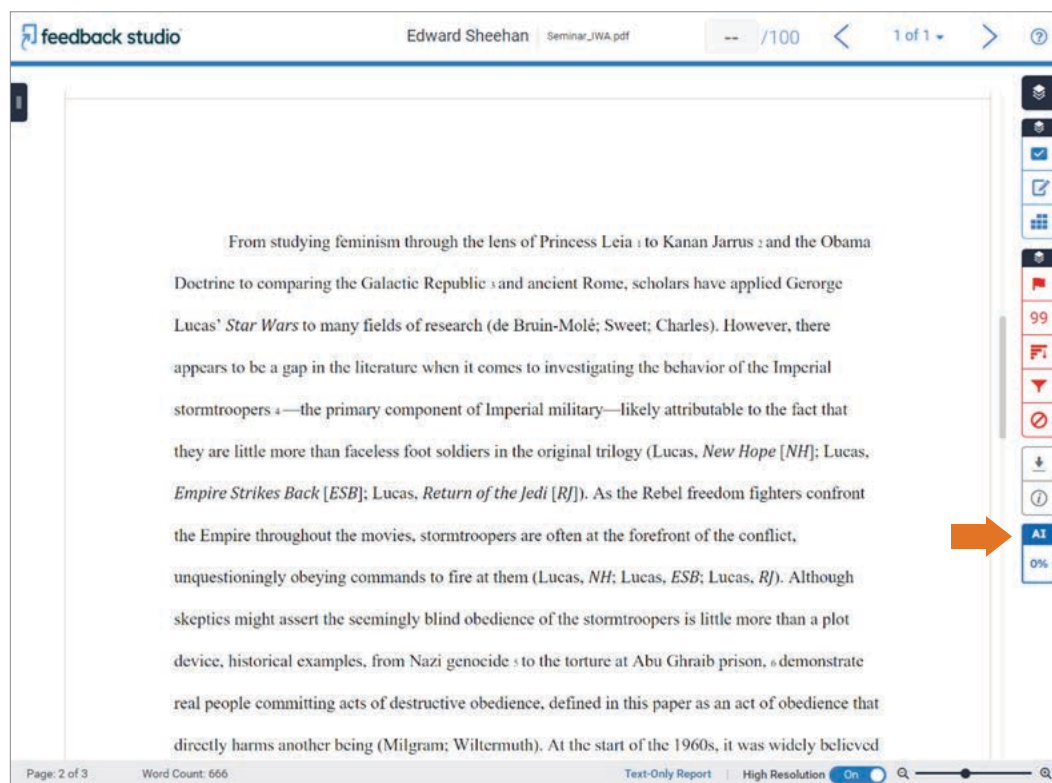 feedback studio
Edward Sheehan Seminar_IWA.pdf -- /100 1 of 1
From studying feminism through the lens of Princess Leia 1 to Kanan Jarrus 2 and the Obama
Doctrine to comparing the Galactic Republic 3 and ancient Rome, scholars have applied Gerorge
Lucas’ Star Wars to many fields of research (de Bruin-Molé; Sweet; Charles). However, there
appears to be a gap in the literature when it comes to investigating the behavior of the Imperial
stormtroopers 4—the primary component of Imperial military—likely attributable to the fact that
they are little more than faceless foot soldiers in the original trilogy (Lucas, New Hope [NH]; Lucas,
Empire Strikes Back [ESB]; Lucas, Return of the Jedi [RJ]). As the Rebel freedom fighters confront
the Empire throughout the movies, stormtroopers are often at the forefront of the conflict,
unquestioningly obeying commands to fire at them (Lucas, NH; Lucas, ESB; Lucas, RJ). Although
skeptics might assert the seemingly blind obedience of the stormtroopers is little more than a plot
device, historical examples, from Nazi genocide 5 to the torture at Abu Ghraib prison, 6 demonstrate
real people committing acts of destructive obedience, defined in this paper as an act of obedience that
directly harms another being (Milgram; Wiltermuth). At the start of the 1960s, it was widely believed
99
AI
0%
Page: 2 of 3 Word Count: 666 Text-Only Report High Resolution On